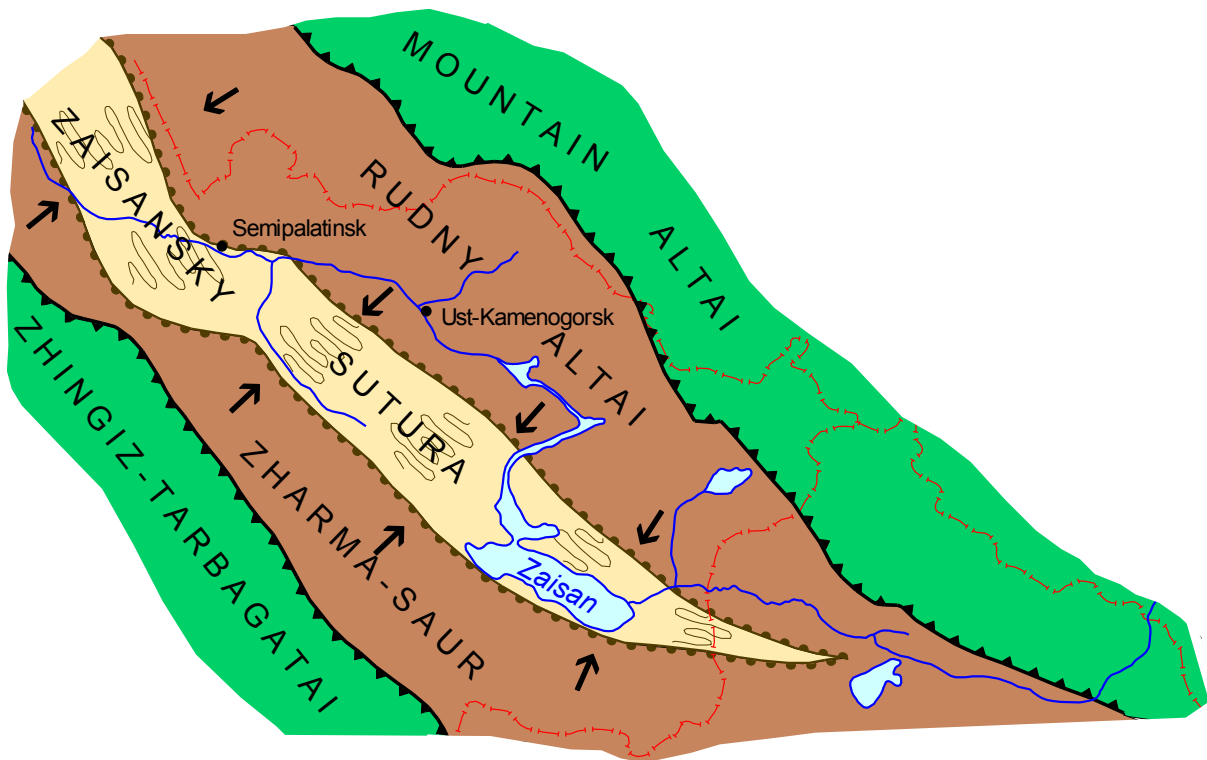 MOUNTAIN
ALTAI
RUDNY
ALTAI
ZAISANSKY
SUTURA
Semipalatinsk
Ust-Kamenogorsk
ZHINGIZ-TARBAGATAI
ZHARMA-SAUR
Zaisan